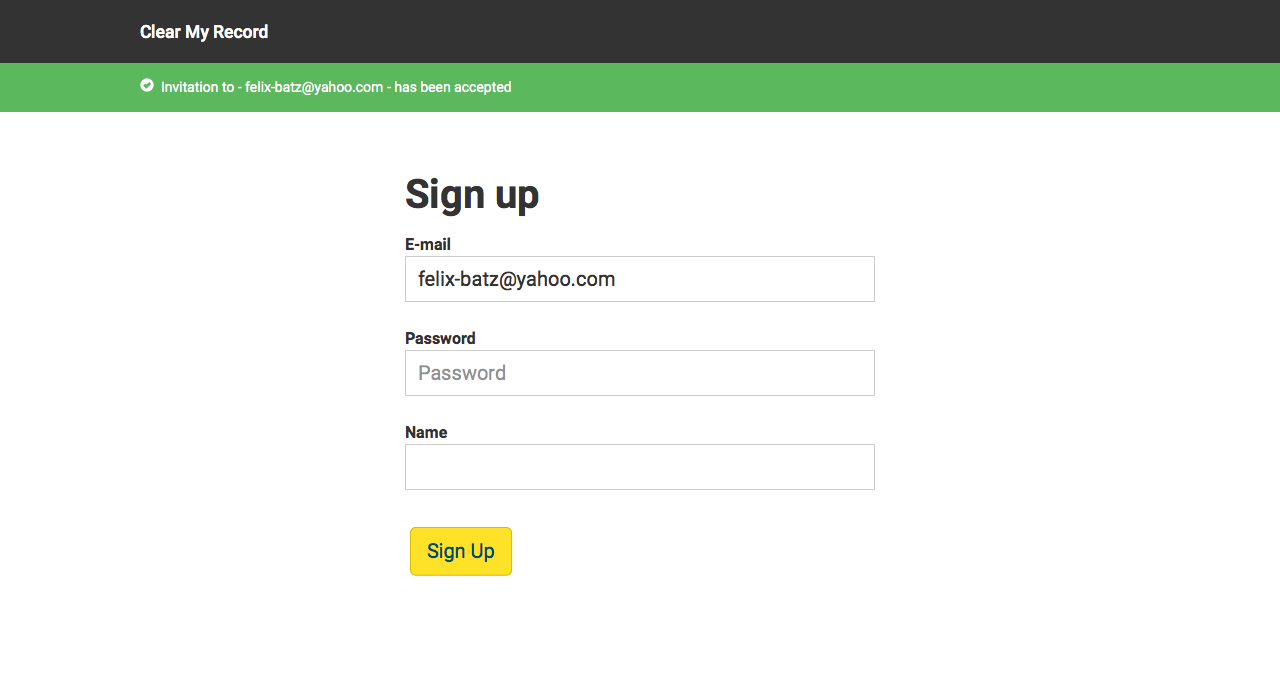 Clear My Record
Invitation to - felix-batz@yahoo.com - has been accepted
Sign up
E-mail
felix-batz@yahoo.com
Password
Password
Name
Sign Up